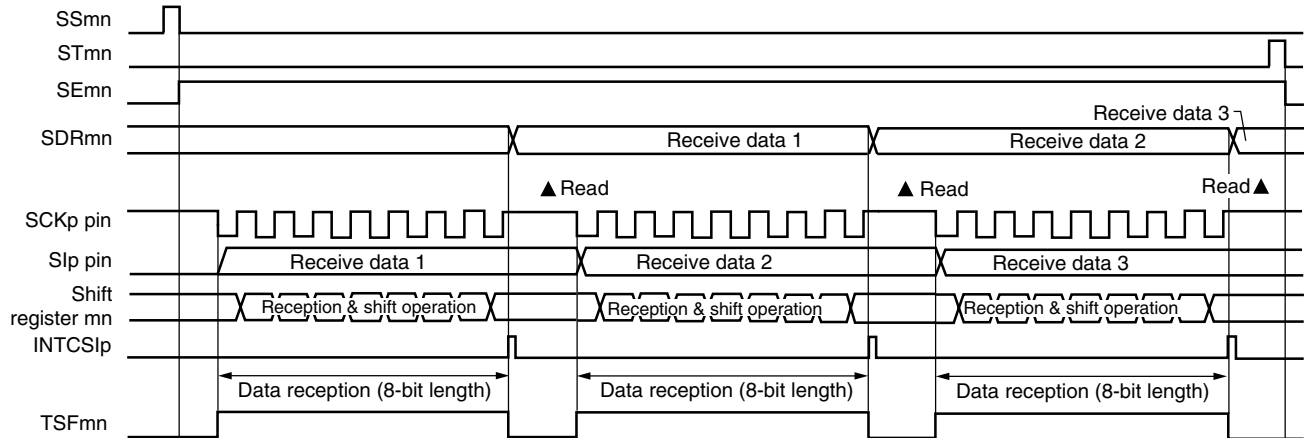 SSmn
STmn
SEmn
Receive data 3
SDRmn Receive data 1 Receive data 2
▲ Read ▲ Read Read ▲
SCKp pin
SIp pin Receive data 1 Receive data 2 Receive data 3
Shift
register mn Reception & shift operation Reception & shift operation Reception & shift operation
INTCSIp
Data reception (8-bit length) Data reception (8-bit length) Data reception (8-bit length)
TSFmn